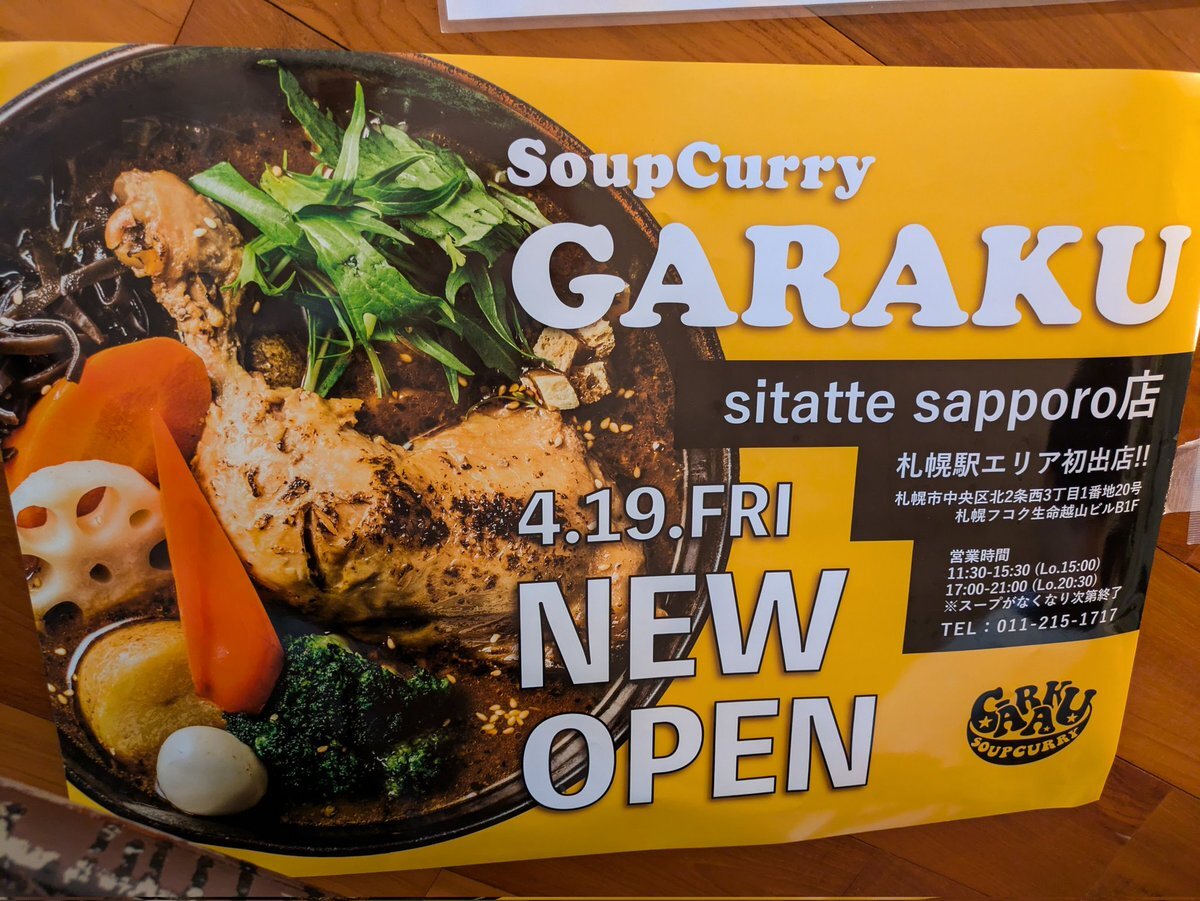 SoupCurry
GARAKU
sitatte sapporo店
札幌駅エリア初出店!!
札幌市中央区北2条西3丁目1番地20号
札幌フコク生命越山ビルB1F
4.19.FRI
NEW
OPEN
営業時間
11:30-15:30（Lo.15:00）
17:00-21:00（Lo.20:30）
※スープがなくなり次第終了
TEL：011-215-1717
GARAKU
SOUPCURRY